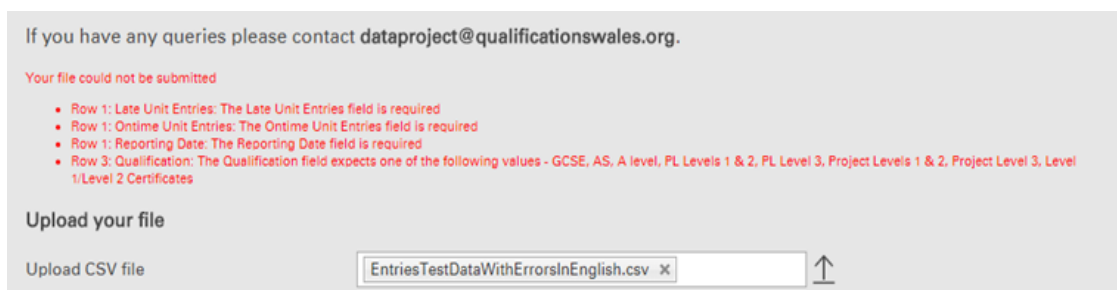 If you have any queries please contact dataproject@qualificationswales.org.
Your file could not be submitted
• Row 1: Late Unit Entries: The Late Unit Entries field is required
• Row 1: Ontime Unit Entries: The Ontime Unit Entries field is required
• Row 1: Reporting Date: The Reporting Date field is required
• Row 3: Qualification: The Qualification field expects one of the following values - GCSE, AS, A level, PL Levels 1 & 2, PL Level 3, Project Levels 1 & 2, Project Level 3, Level
1/Level 2 Certificates
Upload your file
Upload CSV file EntriesTestDataWithErrorsInEnglish.csv ×